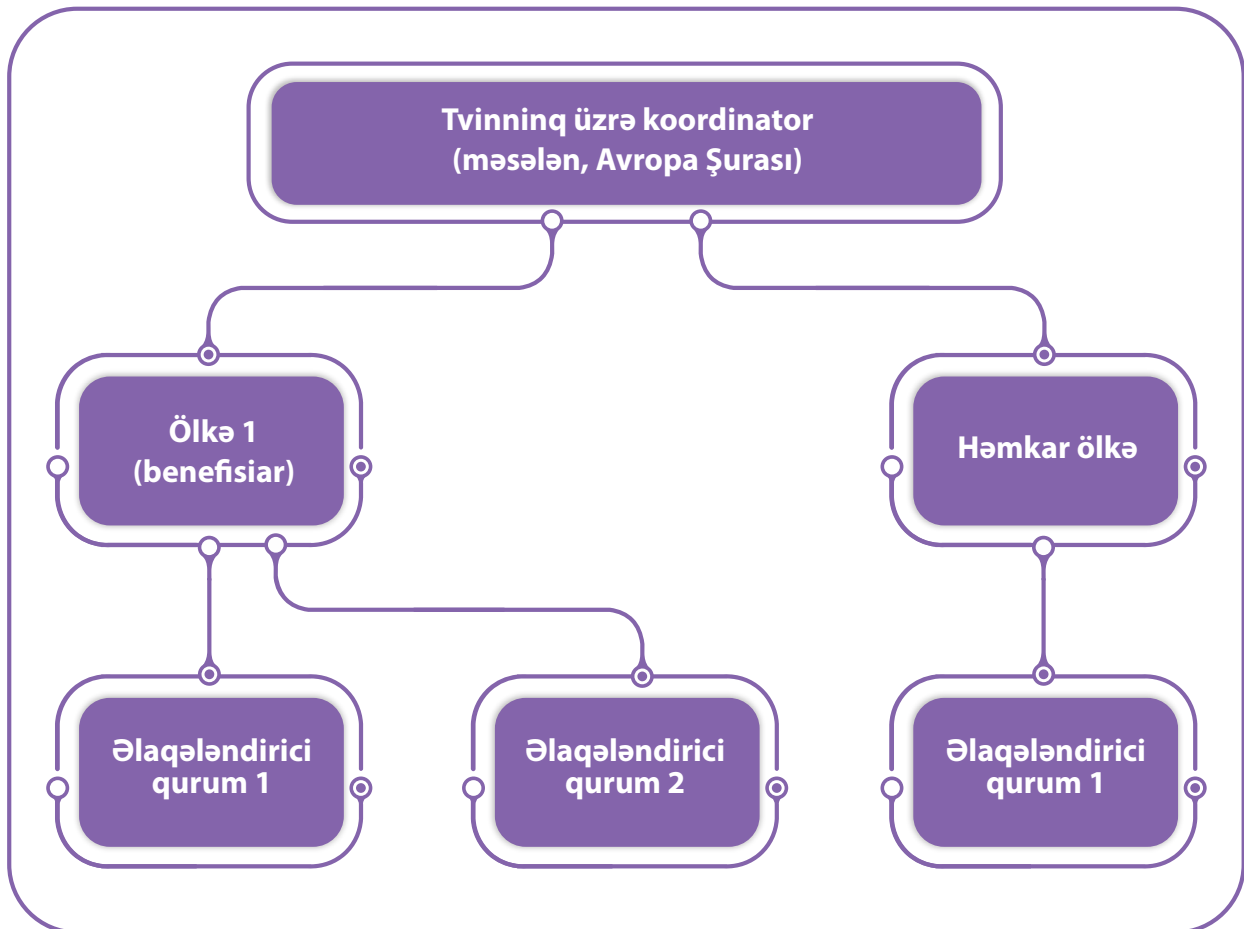 Tvinninq üzrə koordinator
(məsələn, Avropa Şurası)
Ölkə 1
(benefisiar)
Həmkar ölkə
Əlaqələndirici
qurum 1
Əlaqələndirici
qurum 2
Əlaqələndirici
qurum 1